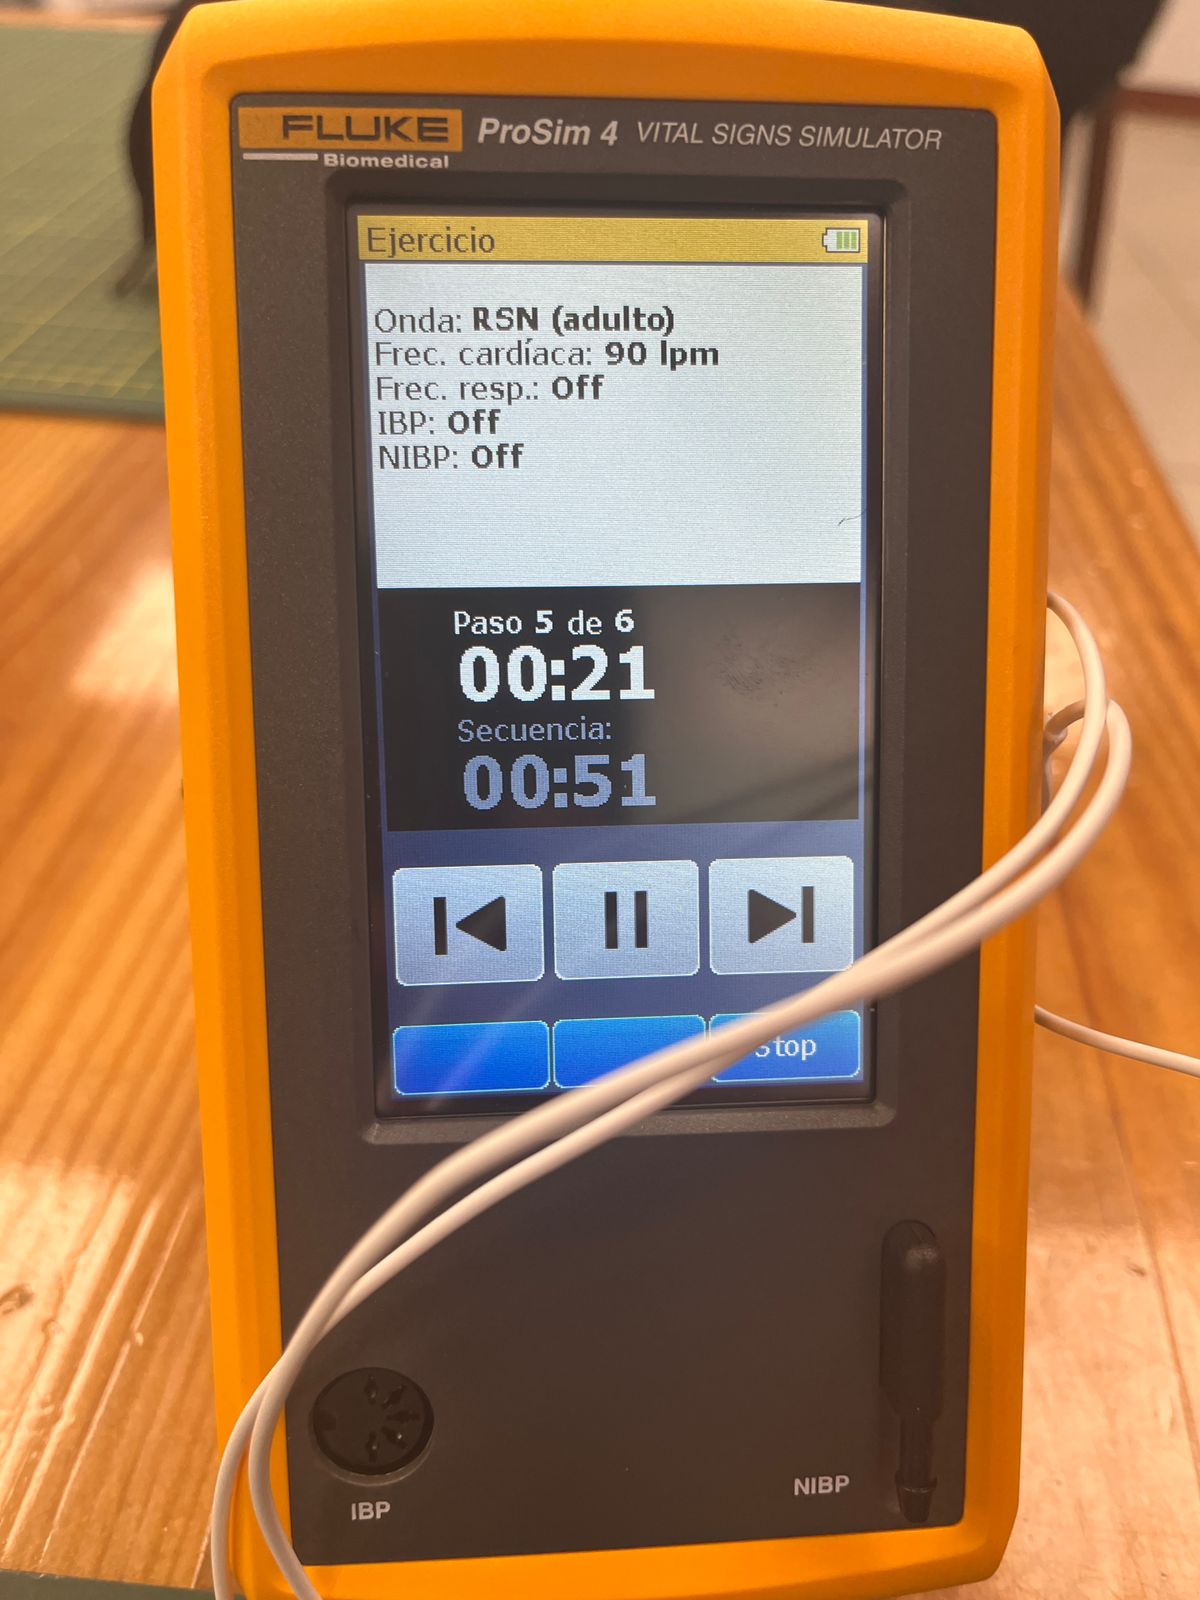 FLUKE ProSim 4 VITAL SIGNS SIMULATOR
Biomedical
Ejercicio
Onda: RSN (adulto)
Frec. cardíaca: 90 lpm
Frec. resp.: Off
IBP: Off
NIBP: Off
Paso 5 de 6
00:21
Secuencia:
00:51
Stop
NIBP
IBP